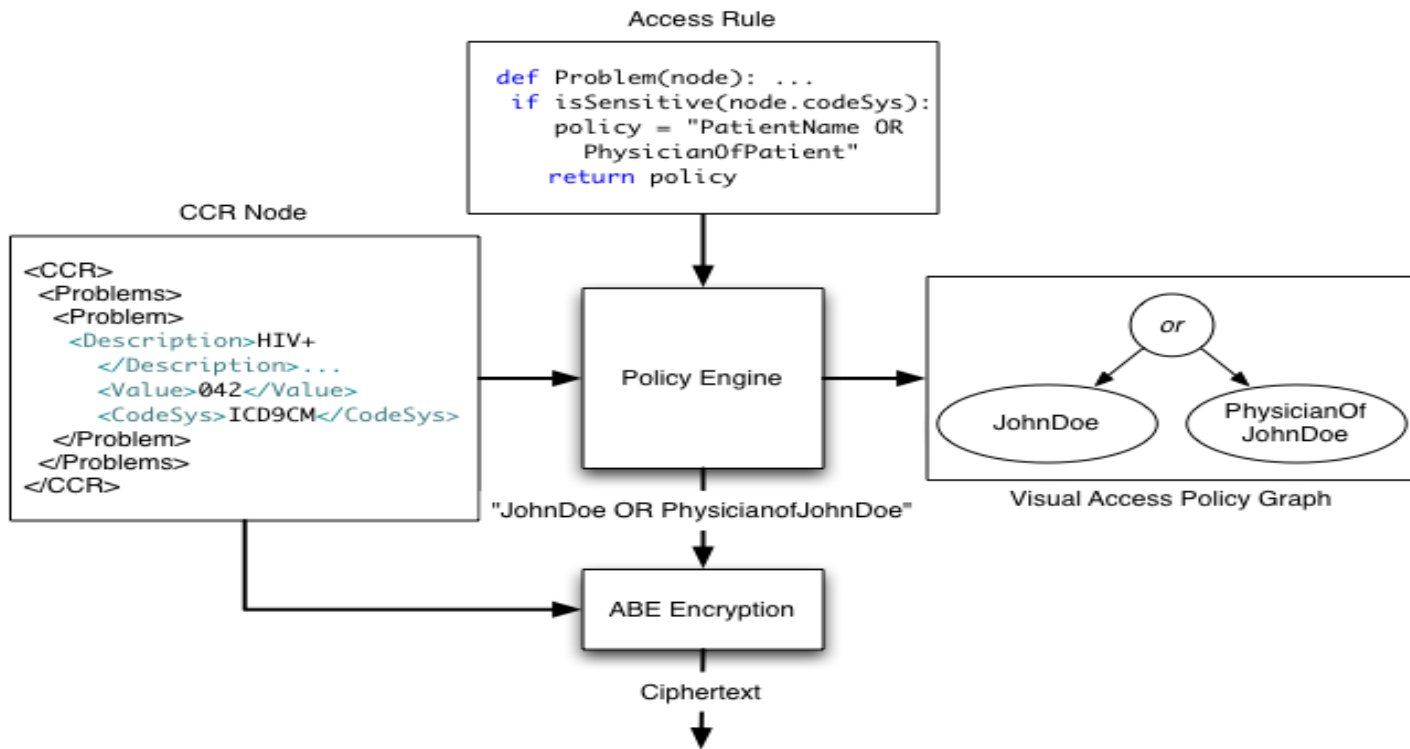 Access Rule
def Problem(node): ...
if isSensitive(node.codeSys):
policy = "PatientName OR
PhysicianOfPatient"
return policy
CCR Node
<CCR>
<Problems>
<Problem>
<Description>HIV+
</Description>...
<Value>042</Value>
<CodeSys>ICD9CM</CodeSys>
</Problem>
</Problems>
</CCR>
Policy Engine
or
JohnDoe
PhysicianOf
JohnDoe
Visual Access Policy Graph
"JohnDoe OR PhysicianofJohnDoe"
ABE Encryption
Ciphertext